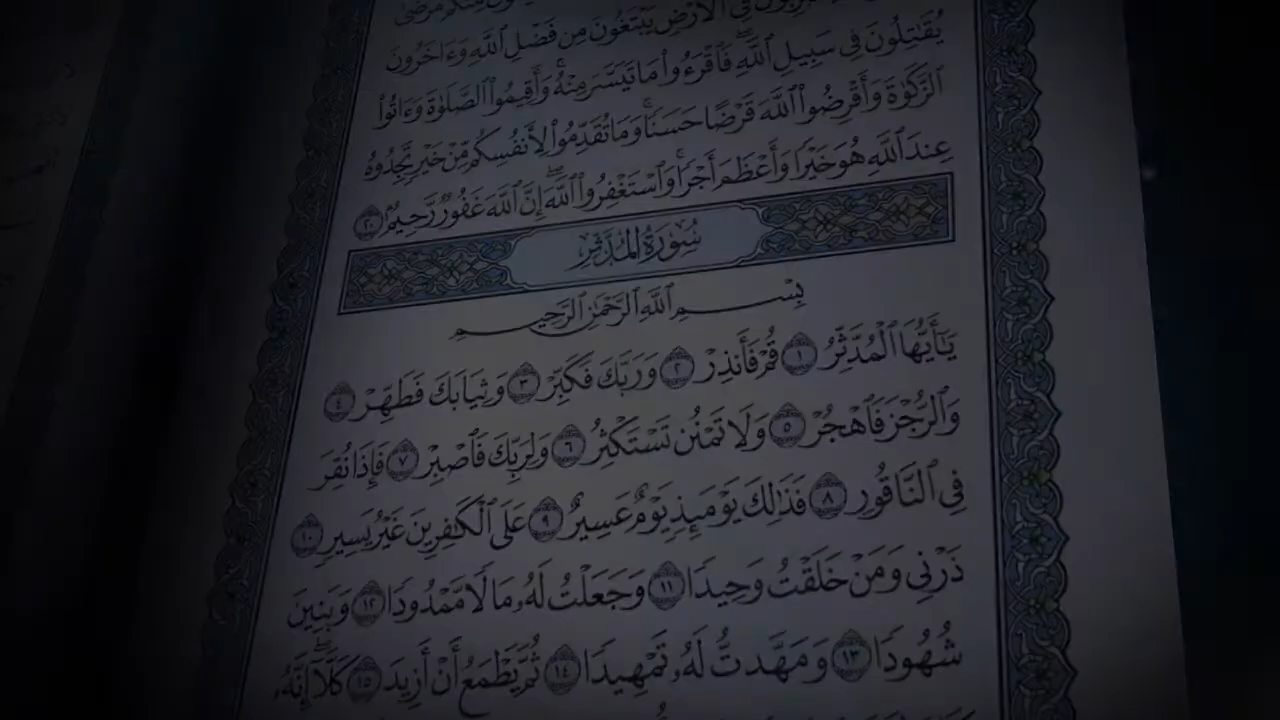 يُقَٰتِلُونَ فِي سَبِيلِ ٱللَّهِۖ فَٱقْرَءُوا۟ مَا تَيَسَّرَ مِنْهُۚ وَأَقِيمُوا۟ ٱلصَّلَوٰةَ وَءَاتُوا۟
ٱلزَّكَوٰةَ وَأَقْرِضُوا۟ ٱللَّهَ قَرْضًا حَسَنًاۚ وَمَا تُقَدِّمُوا۟ لِأَنفُسِكُم مِّنْ خَيْرٍ تَجِدُوهُ
عِندَ ٱللَّهِ هُوَ خَيْرًا وَأَعْظَمَ أَجْرًاۚ وَٱسْتَغْفِرُوا۟ ٱللَّهَۖ إِنَّ ٱللَّهَ غَفُورٌ رَّحِيمٌ ٢٠
سُورَةُ المُدَّثِّرِ
بِسْمِ ٱللَّهِ ٱلرَّحْمَٰنِ ٱلرَّحِيمِ
يَٰٓأَيُّهَا ٱلْمُدَّثِّرُ ١ قُمْ فَأَنذِرْ ٢ وَرَبَّكَ فَكَبِّرْ ٣ وَثِيَابَكَ فَطَهِّرْ ٤
وَٱلرُّجْزَ فَٱهْجُرْ ٥ وَلَا تَمْنُن تَسْتَكْثِرُ ٦ وَلِرَبِّكَ فَٱصْبِرْ ٧ فَإِذَا نُقِرَ
فِي ٱلنَّاقُورِ ٨ فَذَٰلِكَ يَوْمَئِذٍ يَوْمٌ عَسِيرٌ ٩ عَلَى ٱلْكَٰفِرِينَ غَيْرُ يَسِيرٍ ١٠
ذَرْنِي وَمَنْ خَلَقْتُ وَحِيدًا ١١ وَجَعَلْتُ لَهُۥ مَالًا مَّمْدُودًا ١٢ وَبَنِينَ
شُهُودًا ١٣ وَمَهَّدتُّ لَهُۥ تَمْهِيدًا ١٤ ثُمَّ يَطْمَعُ أَنْ أَزِيدَ ١٥ كَلَّآۖ إِنَّهُۥ